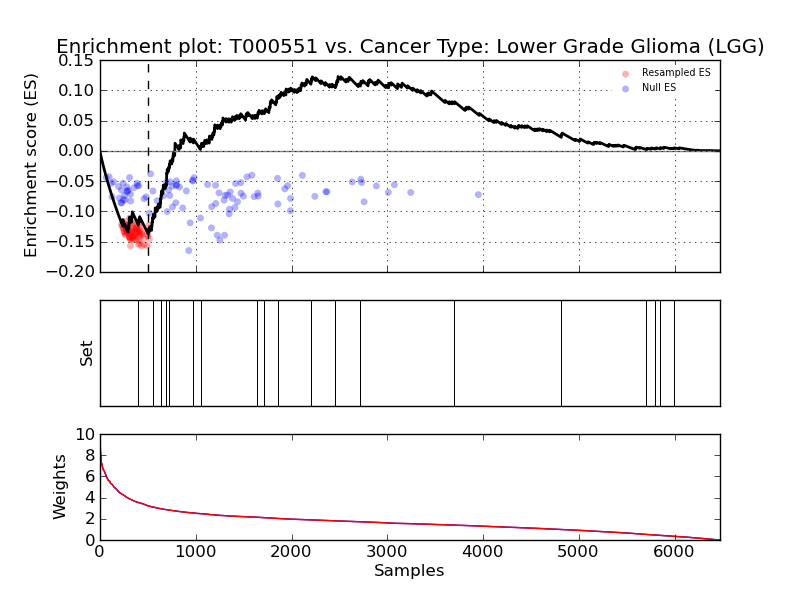 Enrichment plot: T000551 vs. Cancer Type: Lower Grade Glioma (LGG)
0.15
0.10
0.05
0.00
−0.05
−0.10
−0.15
−0.20
Enrichment score (ES)
Resampled ES
Null ES
Set
10
8
6
4
2
0
Weights
0 1000 2000 3000 4000 5000 6000
Samples